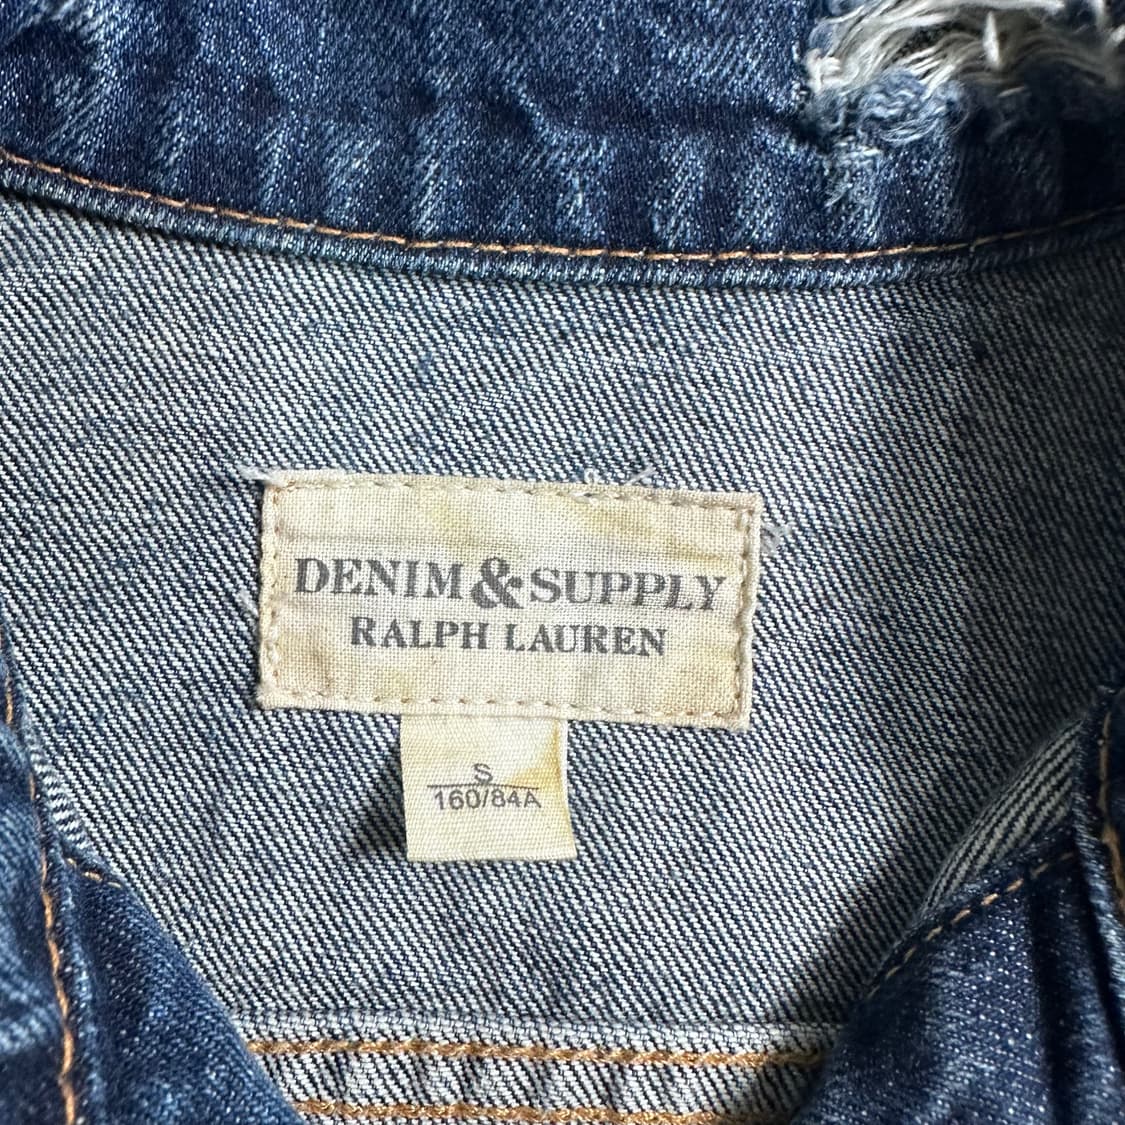 DENIM & SUPPLY
RALPH LAUREN
S
160/84A